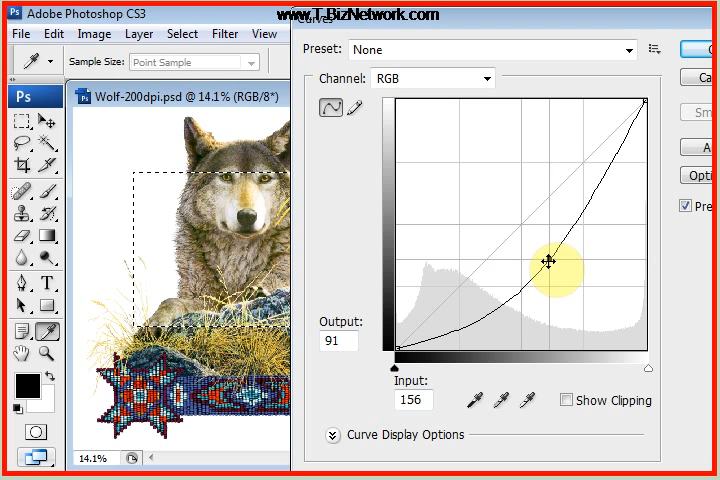 www.T.BizNetwork.com
Ps Adobe Photoshop CS3
Curves
File Edit Image Layer Select Filter View
Preset: None
Sample Size: Point Sample
Channel: RGB
Ps
Wolf-200dpi.psd @ 14.1% (RGB/8*)
Output:
91
Input:
156
Show Clipping
Curve Display Options
14.1%